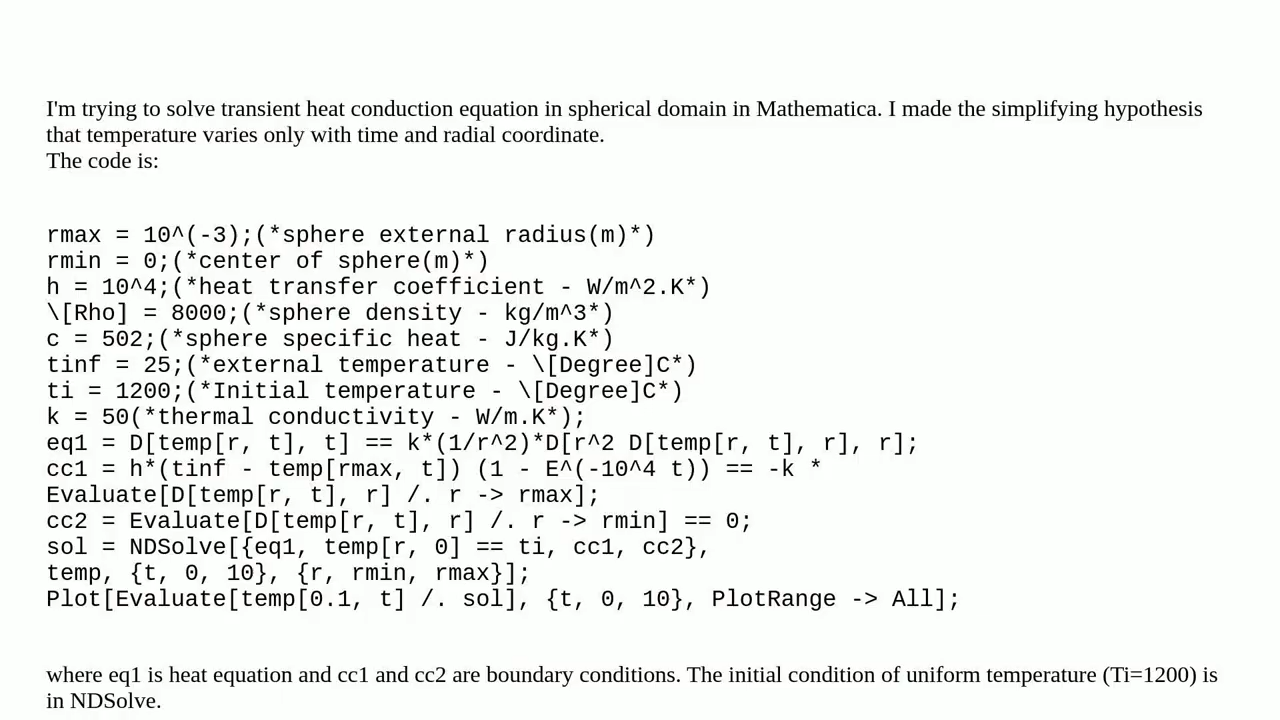 I'm trying to solve transient heat conduction equation in spherical domain in Mathematica. I made the simplifying hypothesis
that temperature varies only with time and radial coordinate.
The code is:
rmax = 10^(-3);(*sphere external radius(m)*)
rmin = 0;(*center of sphere(m)*)
h = 10^4;(*heat transfer coefficient - W/m^2.K*)
\[Rho] = 8000;(*sphere density - kg/m^3*)
c = 502;(*sphere specific heat - J/kg.K*)
tinf = 25;(*external temperature - \[Degree]C*)
ti = 1200;(*Initial temperature - \[Degree]C*)
k = 50(*thermal conductivity - W/m.K*);
eq1 = D[temp[r, t], t] == k*(1/r^2)*D[r^2 D[temp[r, t], r], r];
cc1 = h*(tinf - temp[rmax, t]) (1 - E^(-10^4 t)) == -k *
Evaluate[D[temp[r, t], r] /. r -> rmax];
cc2 = Evaluate[D[temp[r, t], r] /. r -> rmin] == 0;
sol = NDSolve[{eq1, temp[r, 0] == ti, cc1, cc2},
temp, {t, 0, 10}, {r, rmin, rmax}];
Plot[Evaluate[temp[0.1, t] /. sol], {t, 0, 10}, PlotRange -> All];
where eq1 is heat equation and cc1 and cc2 are boundary conditions. The initial condition of uniform temperature (Ti=1200) is
in NDSolve.